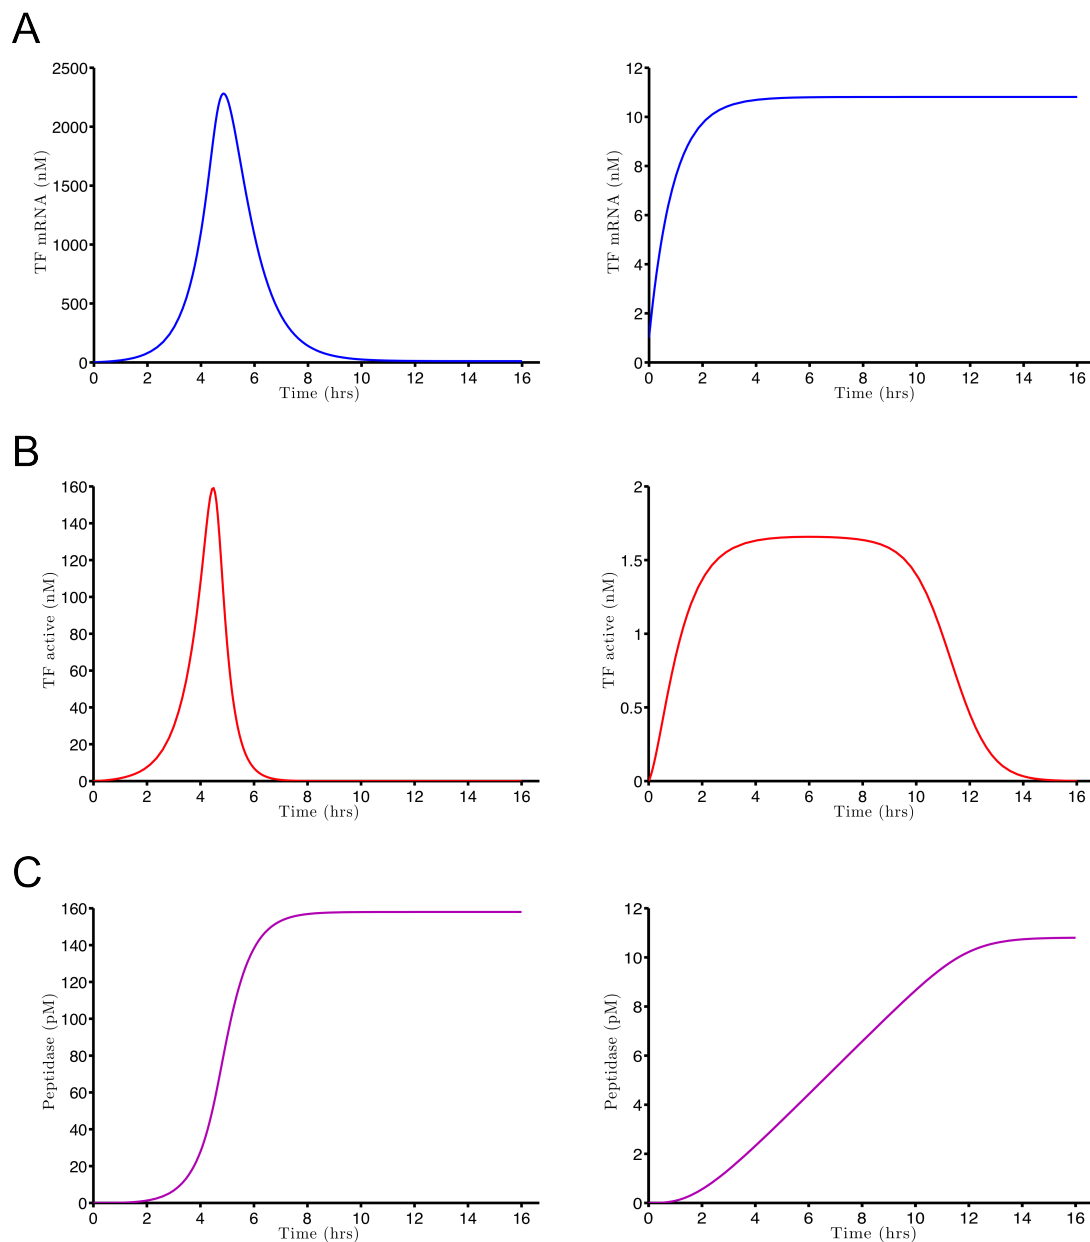 A
2500
2000
1500
1000
500
0
TF mRNA (nM)
0 2 4 6 8 10 12 14 16
Time (hrs)
12
10
8
6
4
2
0
TF mRNA (nM)
0 2 4 6 8 10 12 14 16
Time (hrs)
B
160
140
120
100
80
60
40
20
0
TF active (nM)
0 2 4 6 8 10 12 14 16
Time (hrs)
2
1.5
1
0.5
0
TF active (nM)
0 2 4 6 8 10 12 14 16
Time (hrs)
C
160
140
120
100
80
60
40
20
0
Peptidase (pM)
0 2 4 6 8 10 12 14 16
Time (hrs)
12
10
8
6
4
2
0
Peptidase (pM)
0 2 4 6 8 10 12 14 16
Time (hrs)